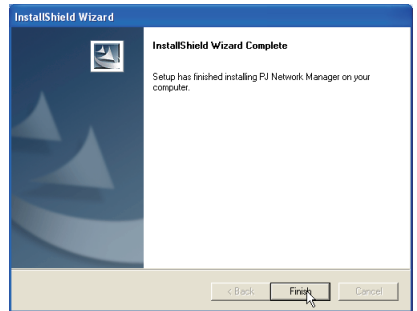 InstallShield Wizard
InstallShield Wizard Complete
Setup has finished installing PJ Network Manager on your
computer.
< Back
Finish
Cancel